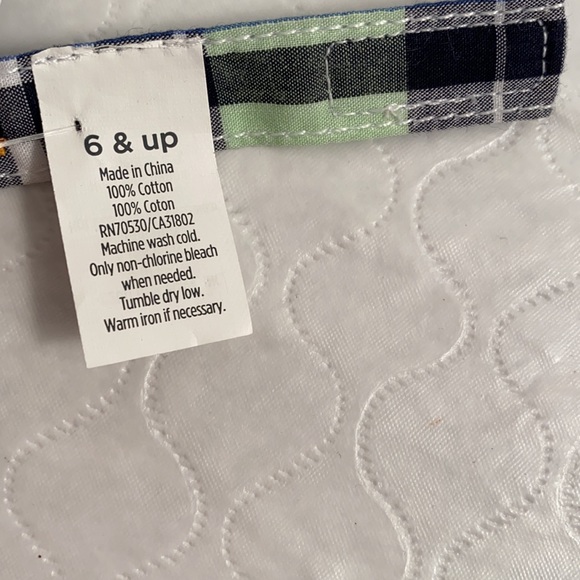 6 & up
Made in China
100% Cotton
100% Coton
RN70530/CA31802
Machine wash cold.
Only non-chlorine bleach
when needed.
Tumble dry low.
Warm iron if necessary.